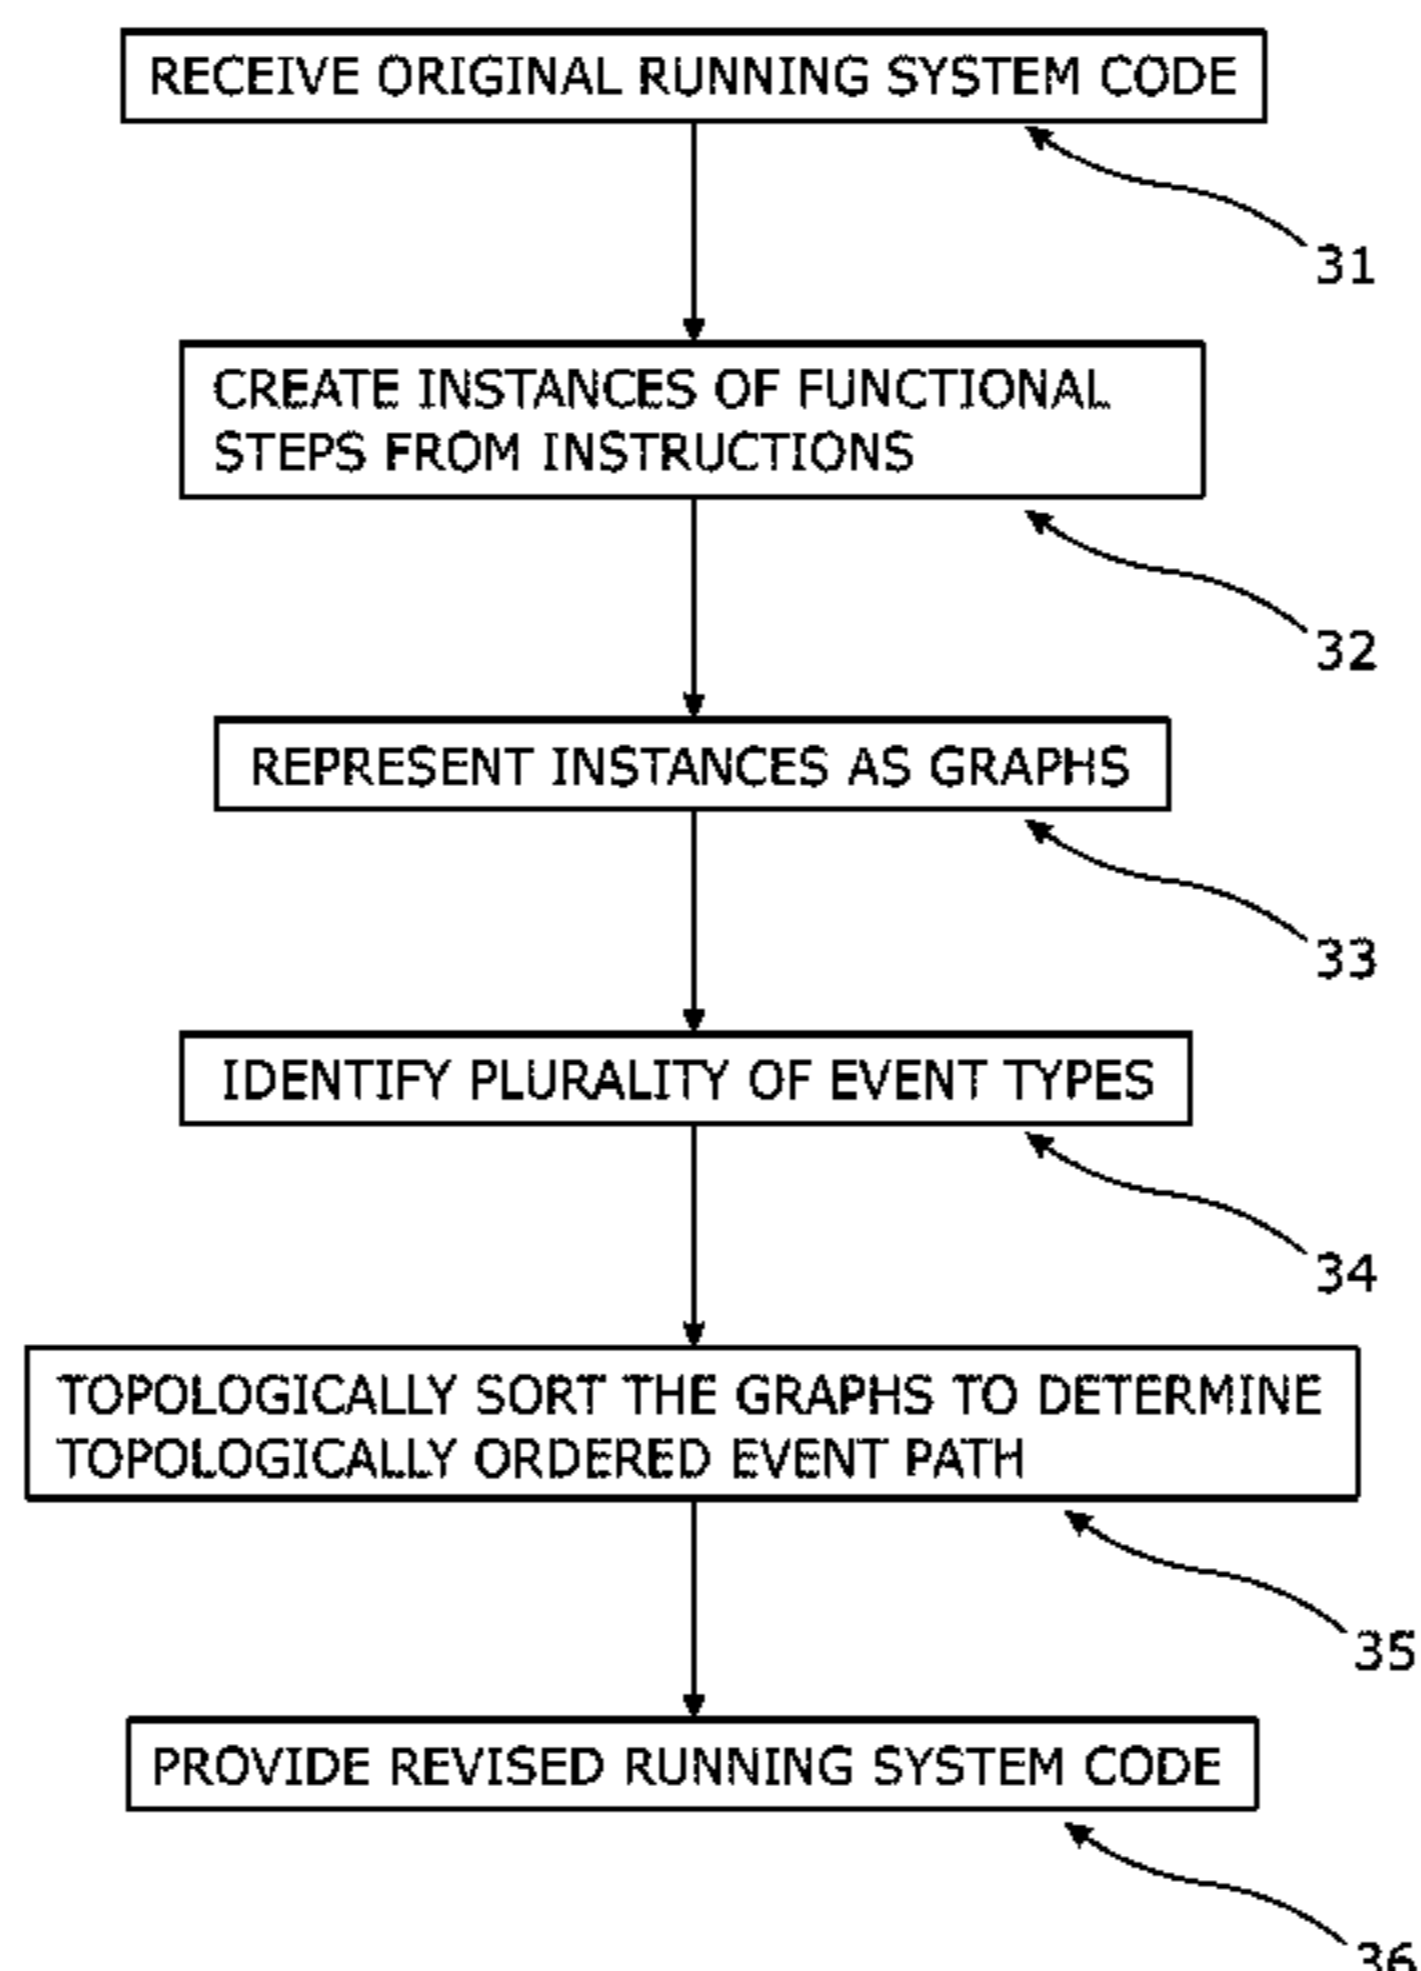 RECEIVE ORIGINAL RUNNING SYSTEM CODE
31
CREATE INSTANCES OF FUNCTIONAL
STEPS FROM INSTRUCTIONS
32
REPRESENT INSTANCES AS GRAPHS
33
IDENTIFY PLURALITY OF EVENT TYPES
34
TOPOLOGICALLY SORT THE GRAPHS TO DETERMINE
TOPOLOGICALLY ORDERED EVENT PATH
35
PROVIDE REVISED RUNNING SYSTEM CODE
36